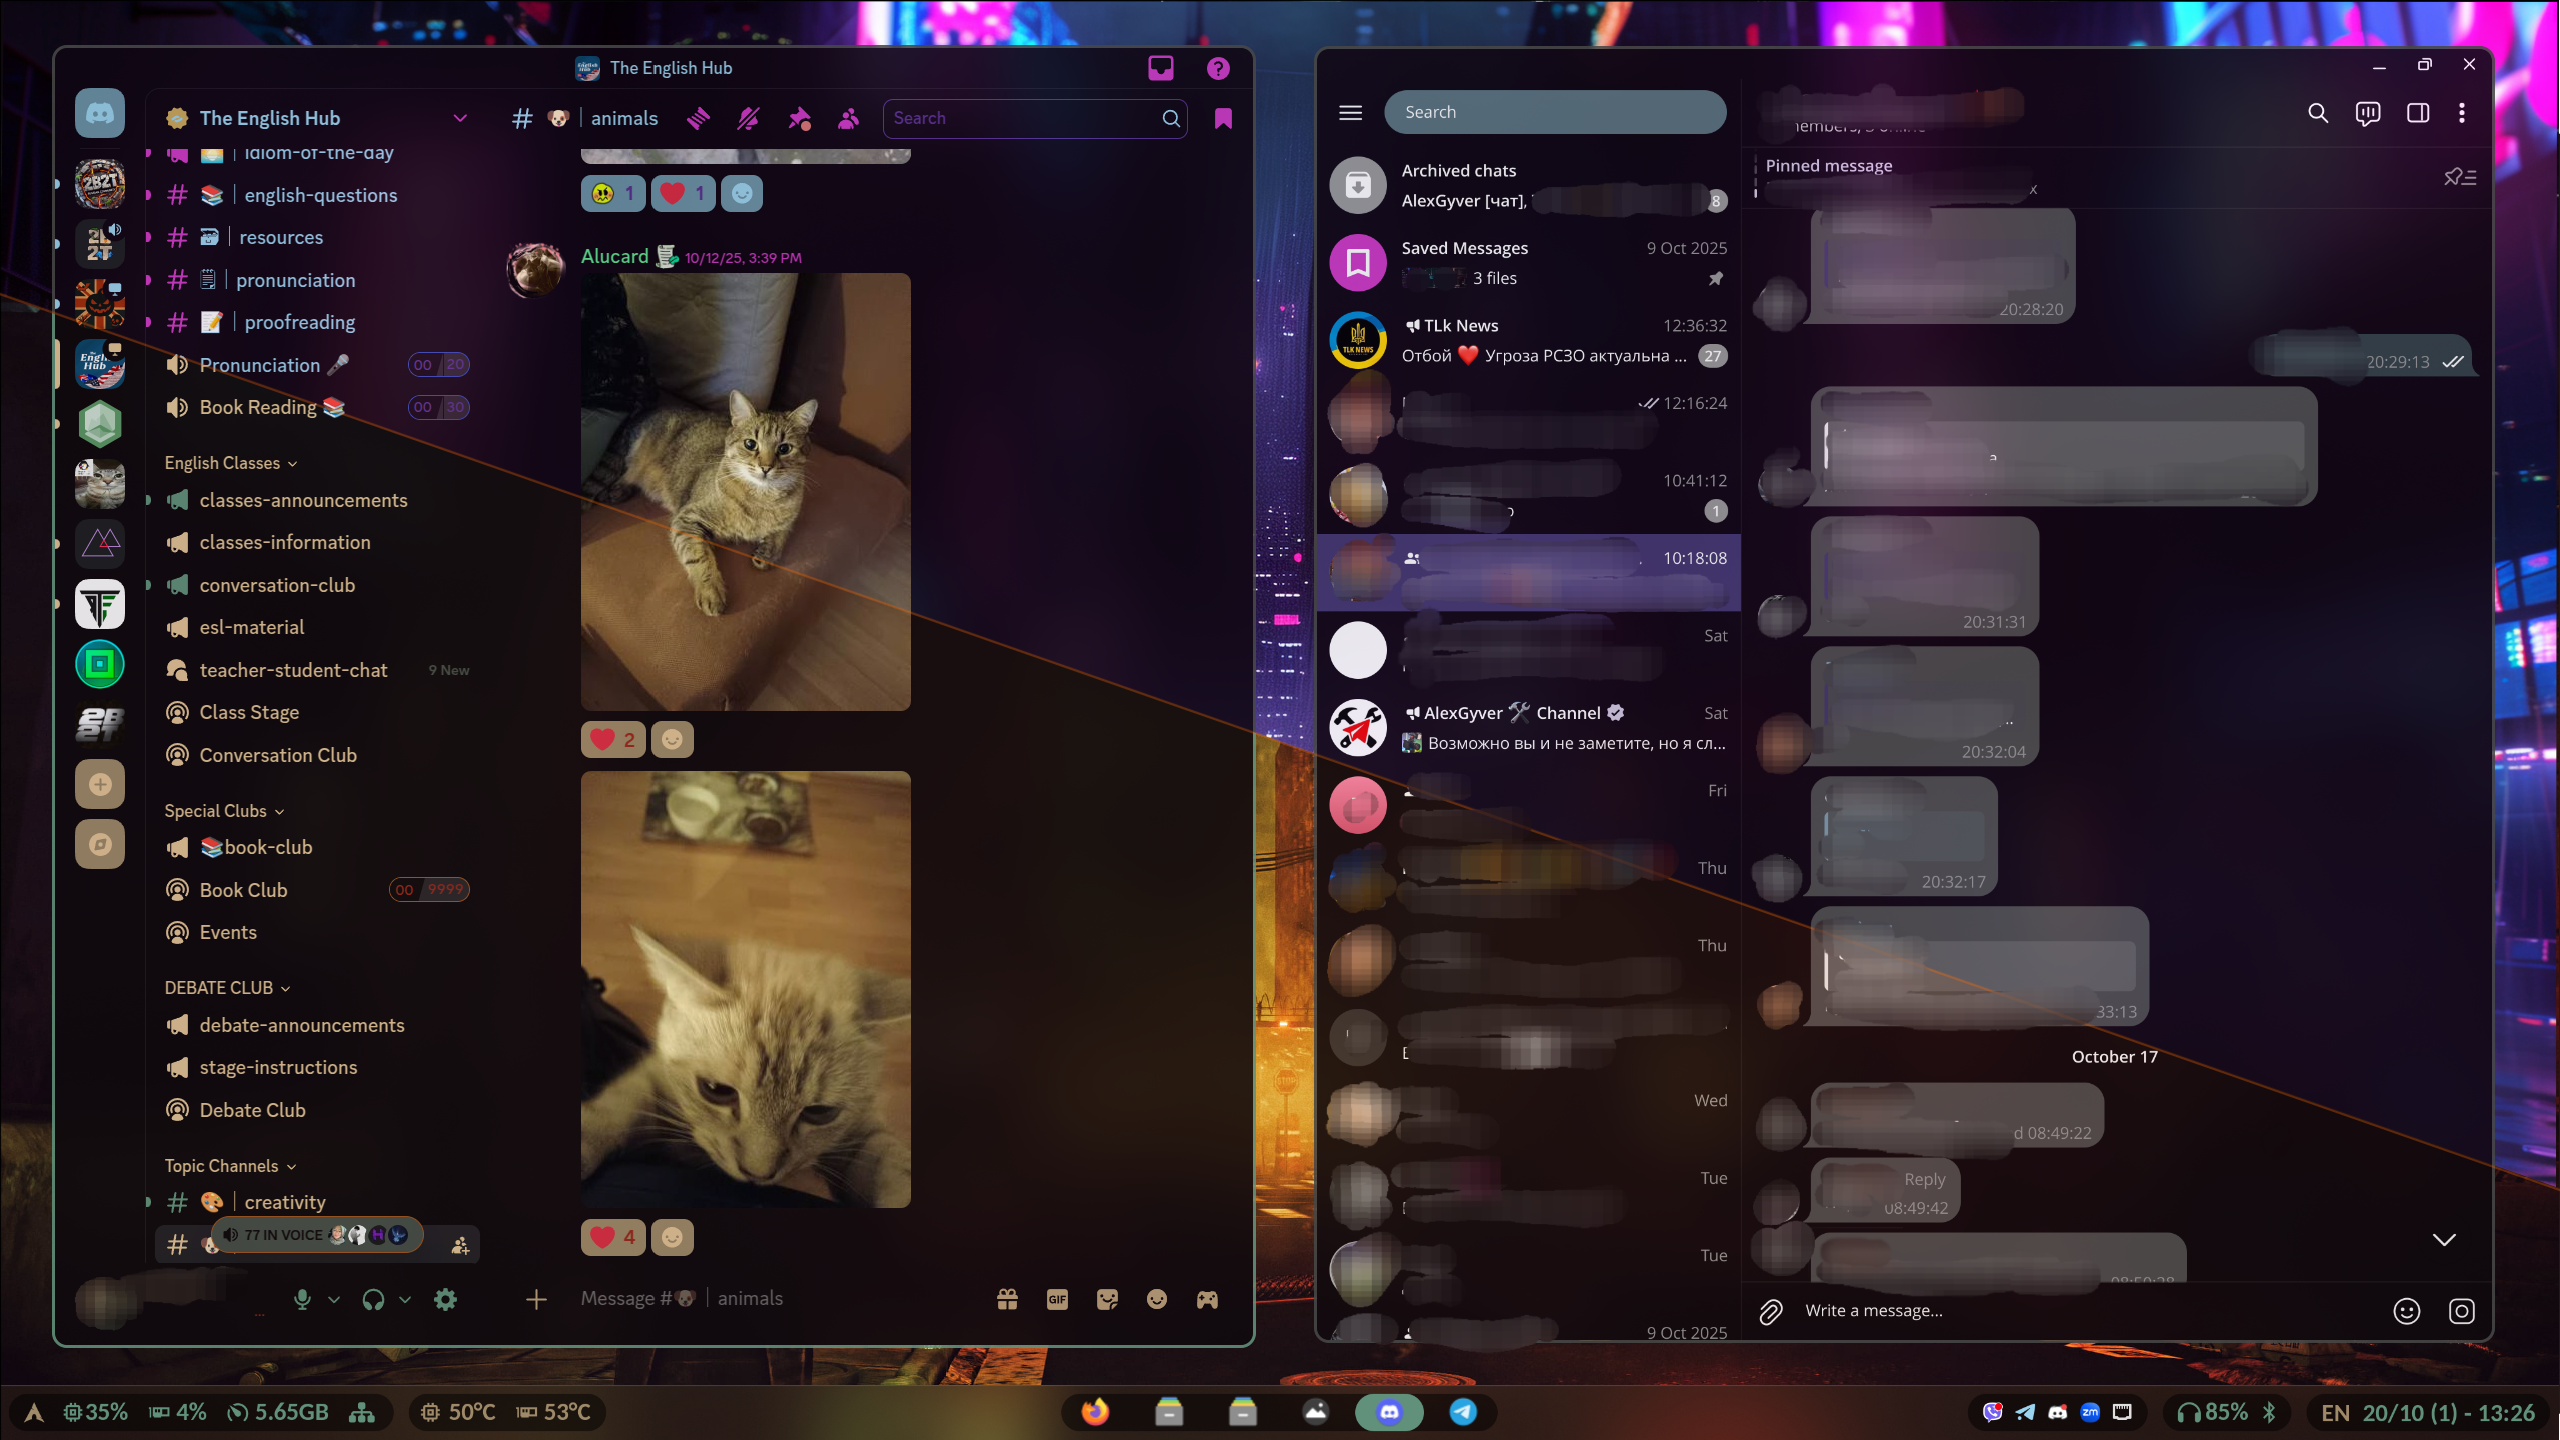 The English Hub
The English Hub
idiom-of-the-day
english-questions
resources
pronunciation
proofreading
Pronunciation
00 20
Book Reading
00 30
English Classes
classes-announcements
classes-information
conversation-club
esl-material
teacher-student-chat
9 New
Class Stage
Conversation Club
Special Clubs
book-club
Book Club
00 9999
Events
DEBATE CLUB
debate-announcements
stage-instructions
Debate Club
Topic Channels
# creativity
77 IN VOICE
# animals
Search
1 1
Alucard 10/12/25, 3:39 PM
2
4
Message # animals
GIF
Search
Archived chats
AlexGyver [чат],
8
Saved Messages 9 Oct 2025
3 files
TLk News 12:36:32
Отбой ❤️ Угроза РСЗО актуальна ... 27
TLK NEWS
12:16:24
10:41:12
1
10:18:08
Sat
AlexGyver 🛠 Channel Sat
Возможно вы и не заметите, но я сл...
Fri
Thu
Thu
Wed
Tue
Tue
9 Oct 2025
Pinned message
x
20:28:20
20:29:13
a
20:31:31
20:32:04
20:32:17
33:13
October 17
d 08:49:22
Reply
08:49:42
Write a message...
35% 4% 5.65GB
50°C 53°C
zm
85%
EN 20/10 (1) - 13:26